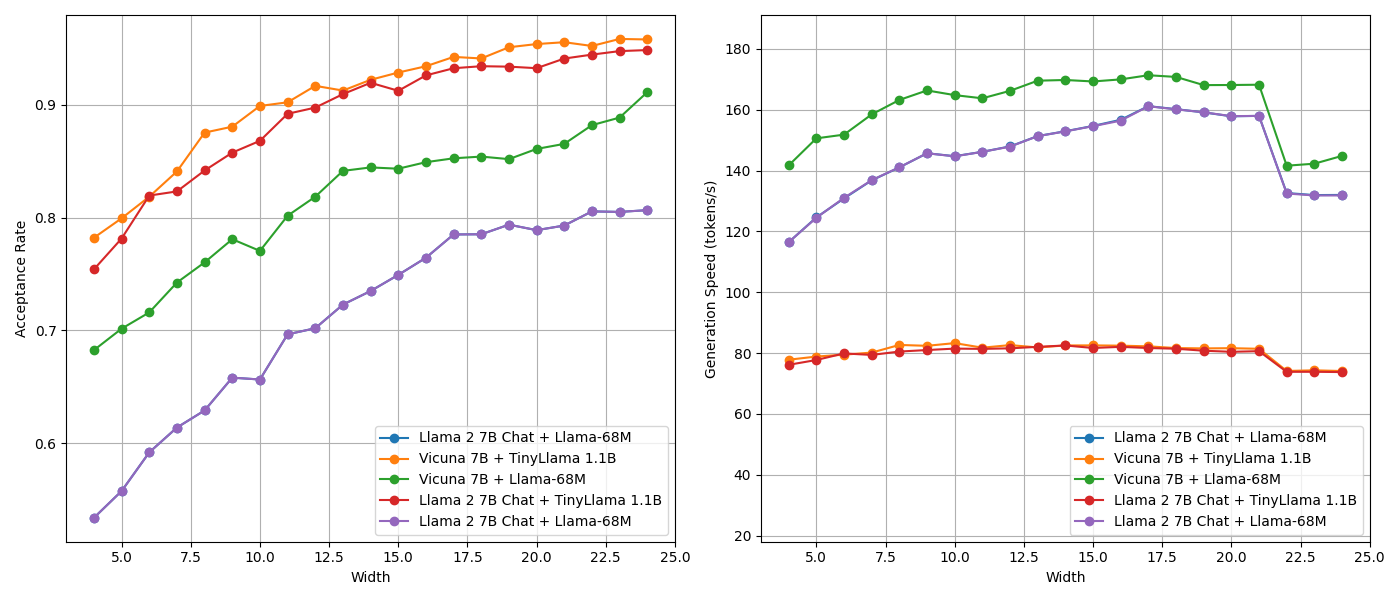 Acceptance Rate
0.9
0.8
0.7
0.6
5.0 7.5 10.0 12.5 15.0 17.5 20.0 22.5 25.0
Width
Llama 2 7B Chat + Llama-68M
Vicuna 7B + TinyLlama 1.1B
Vicuna 7B + Llama-68M
Llama 2 7B Chat + TinyLlama 1.1B
Llama 2 7B Chat + Llama-68M
Generation Speed (tokens/s)
180
160
140
120
100
80
60
40
20
5.0 7.5 10.0 12.5 15.0 17.5 20.0 22.5 25.0
Width
Llama 2 7B Chat + Llama-68M
Vicuna 7B + TinyLlama 1.1B
Vicuna 7B + Llama-68M
Llama 2 7B Chat + TinyLlama 1.1B
Llama 2 7B Chat + Llama-68M